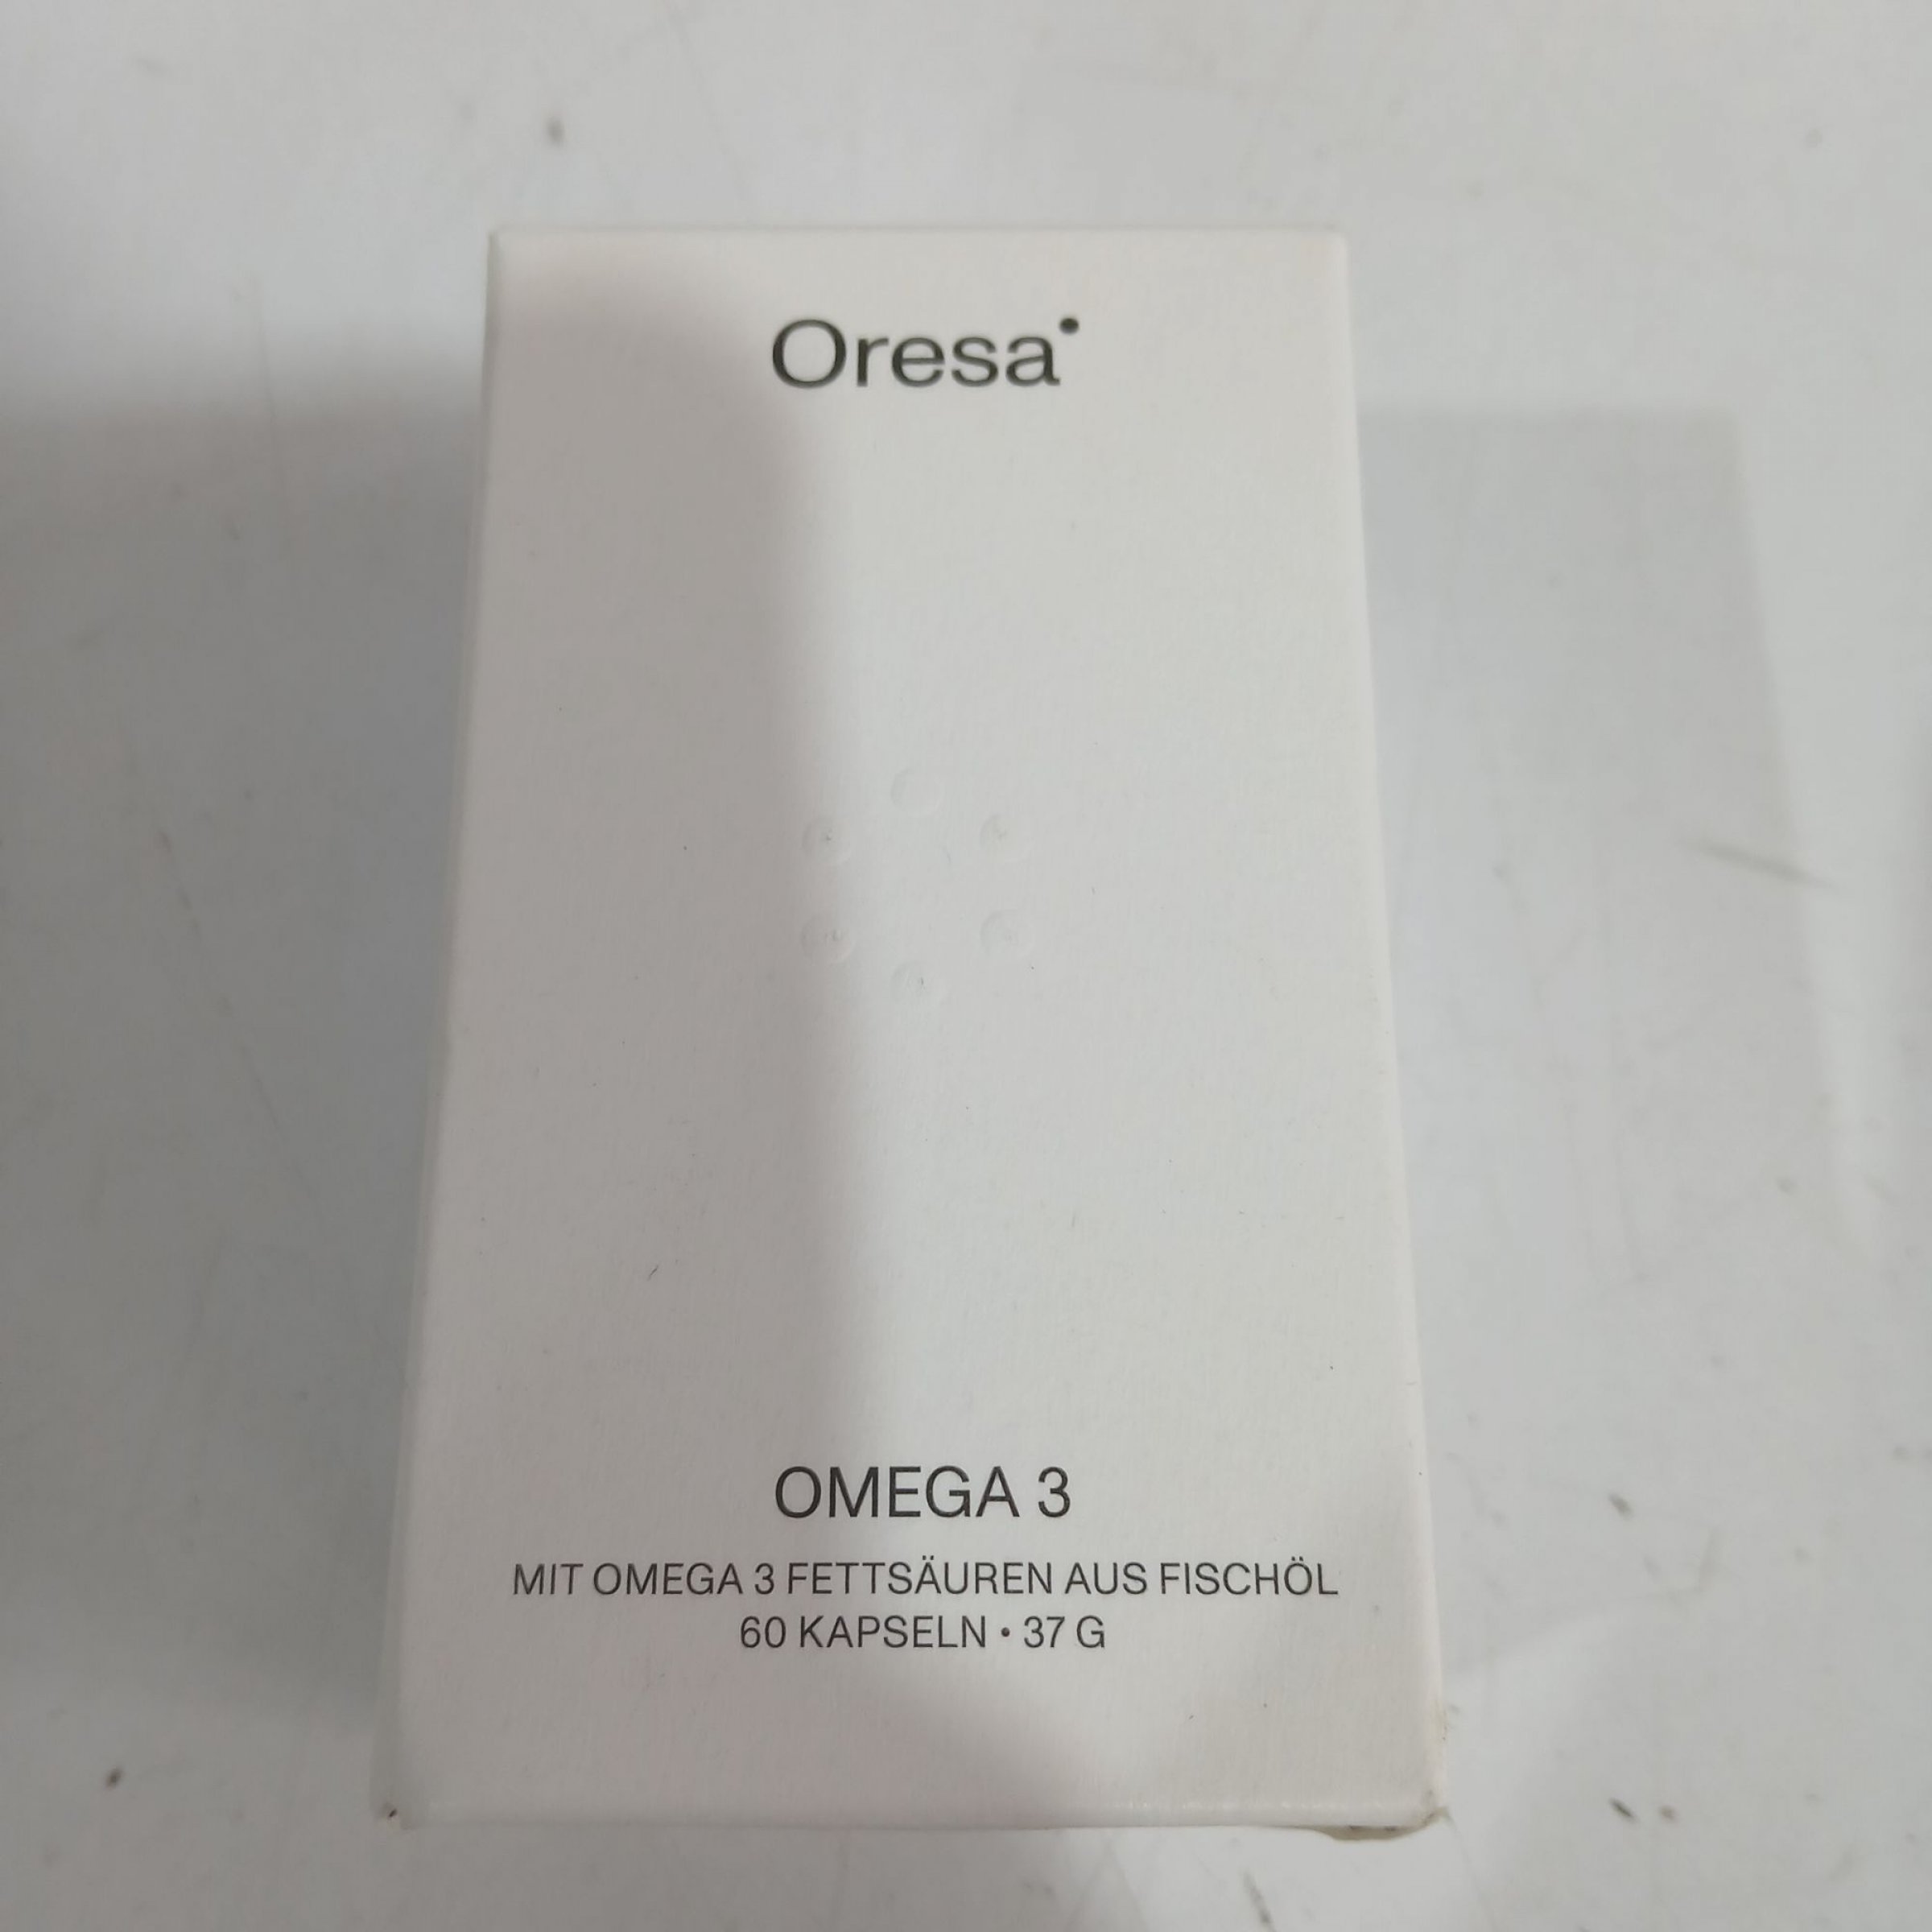 Oresa
OMEGA 3
MIT OMEGA 3 FETTSÄUREN AUS FISCHÖL
60 KAPSELN • 37 G